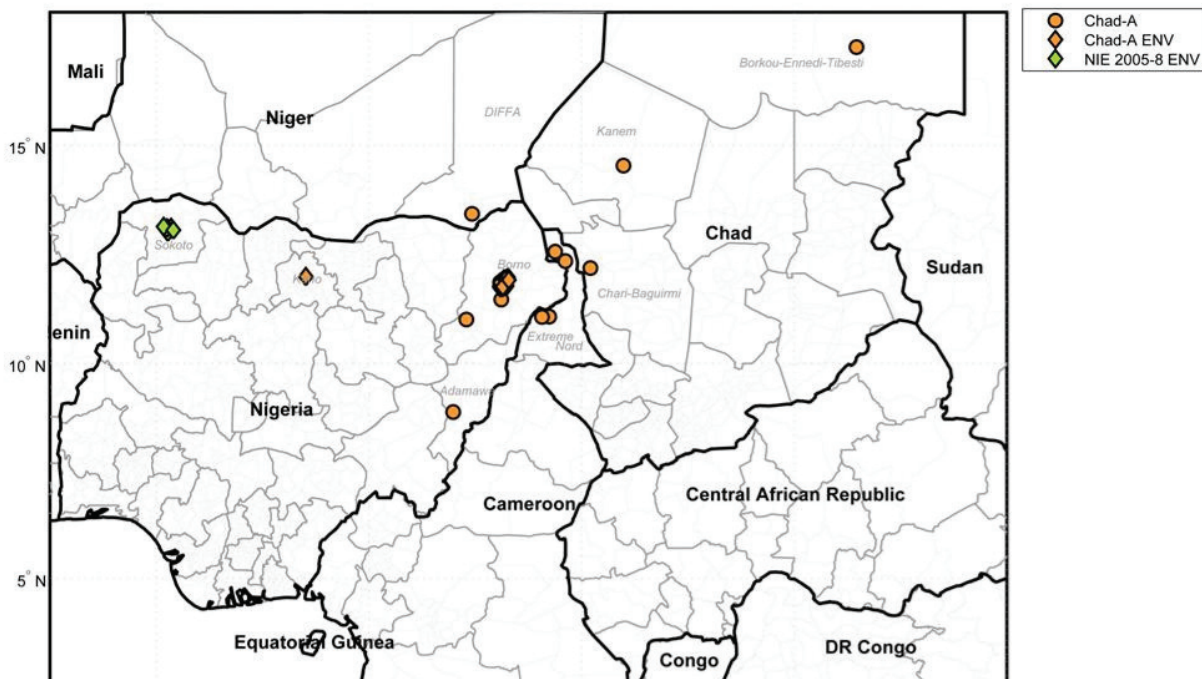 Chad-A
Chad-A ENV
NIE 2005-8 ENV
Mali
Niger
DIFFA
Borkou-Ennedi-Tibesti
Kanem
15° N
Sokoto
Chad
Sudan
Borno
Chari-Baguirmi
enin
Extreme
Nord
10° N
Adamawa
Nigeria
Cameroon
Central African Republic
5° N
Equatorial Guinea
Congo
DR Congo